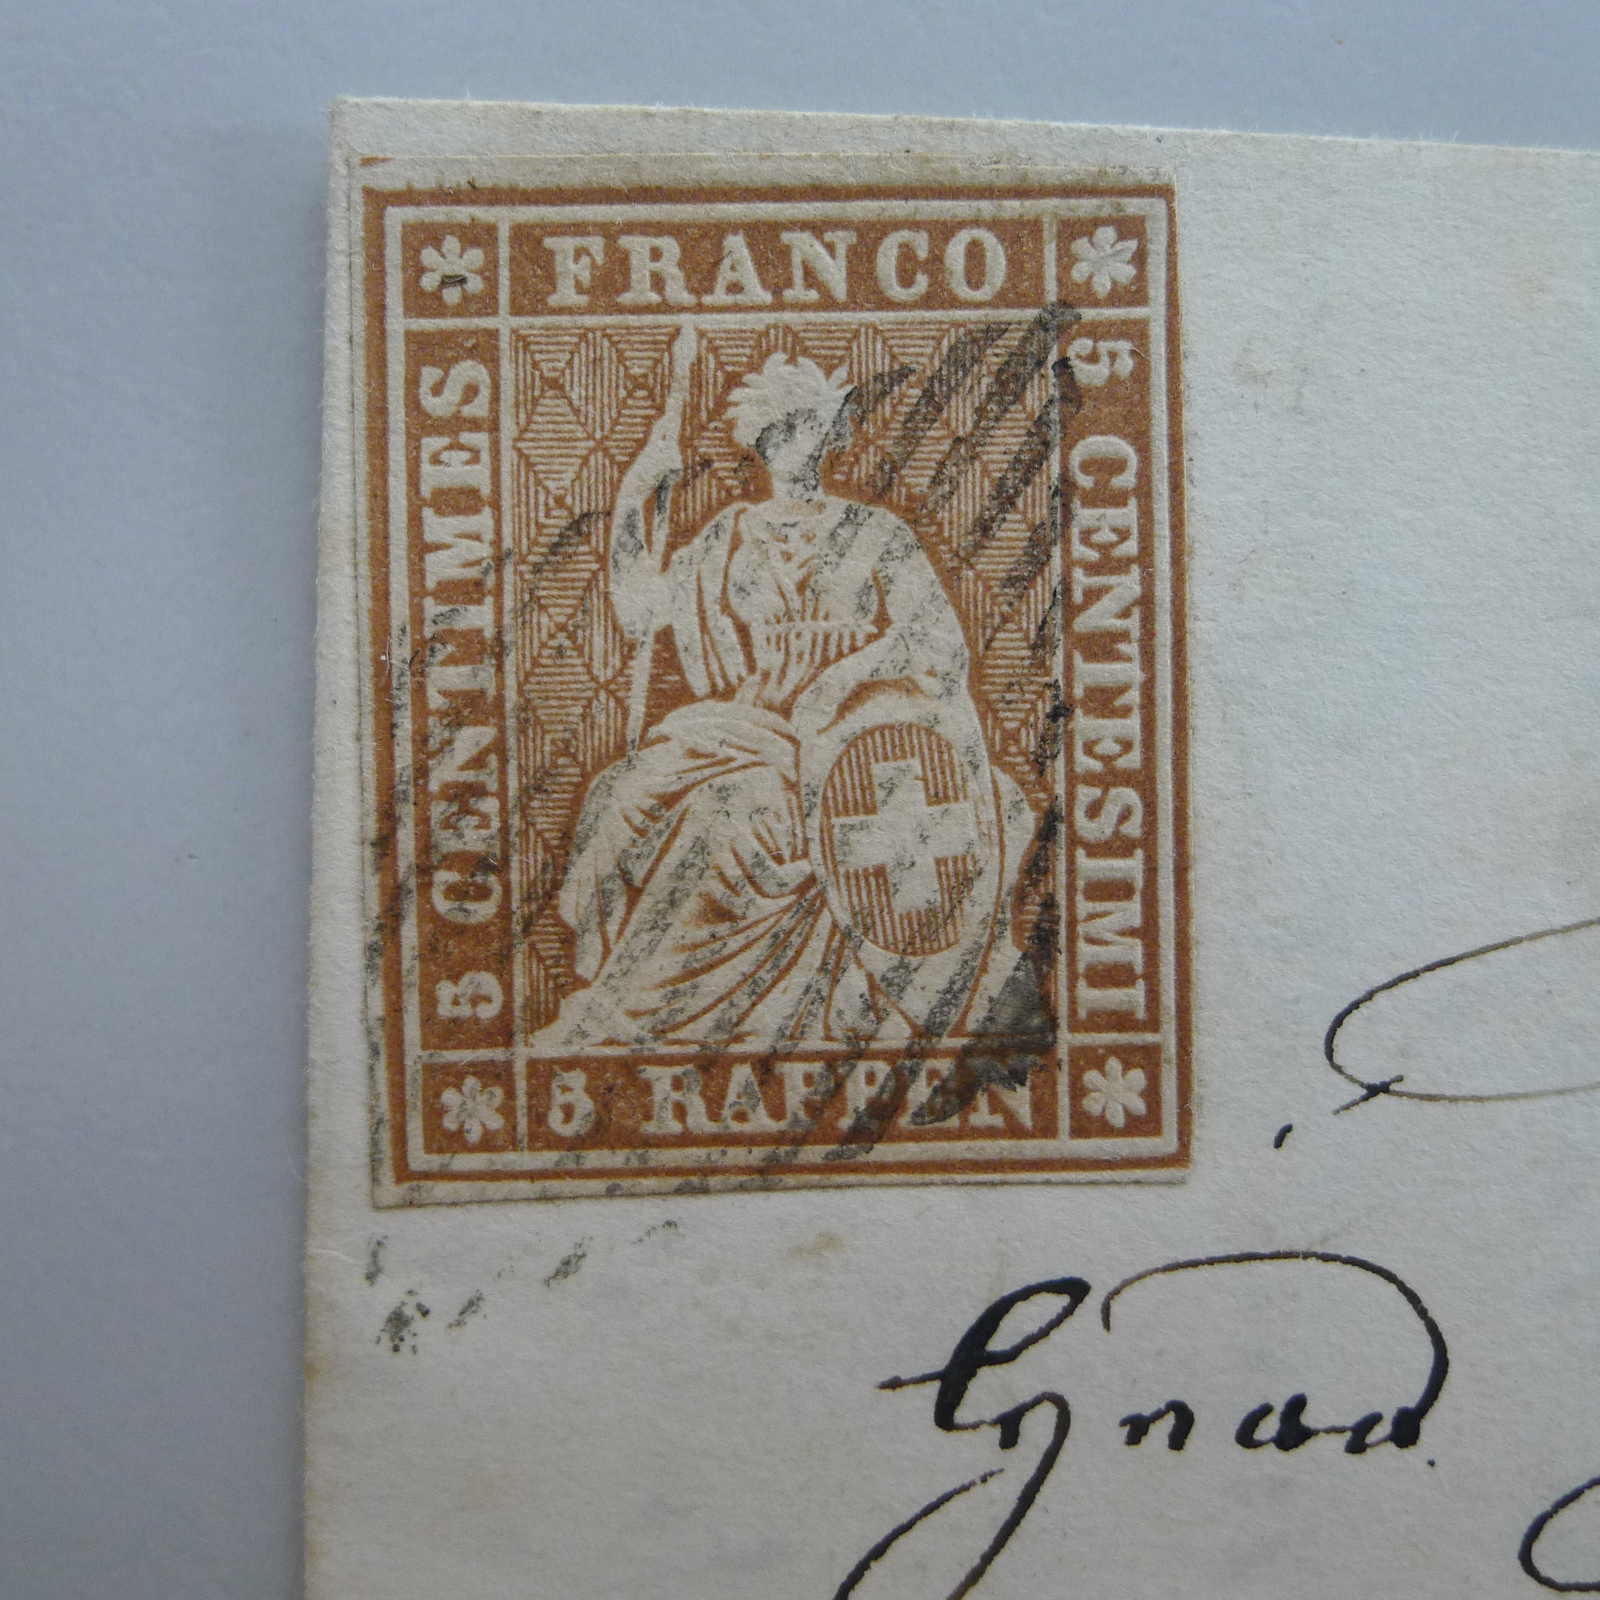 FRANCO
5 CENTIMES
5 CENTESIMI
5 RAPPEN